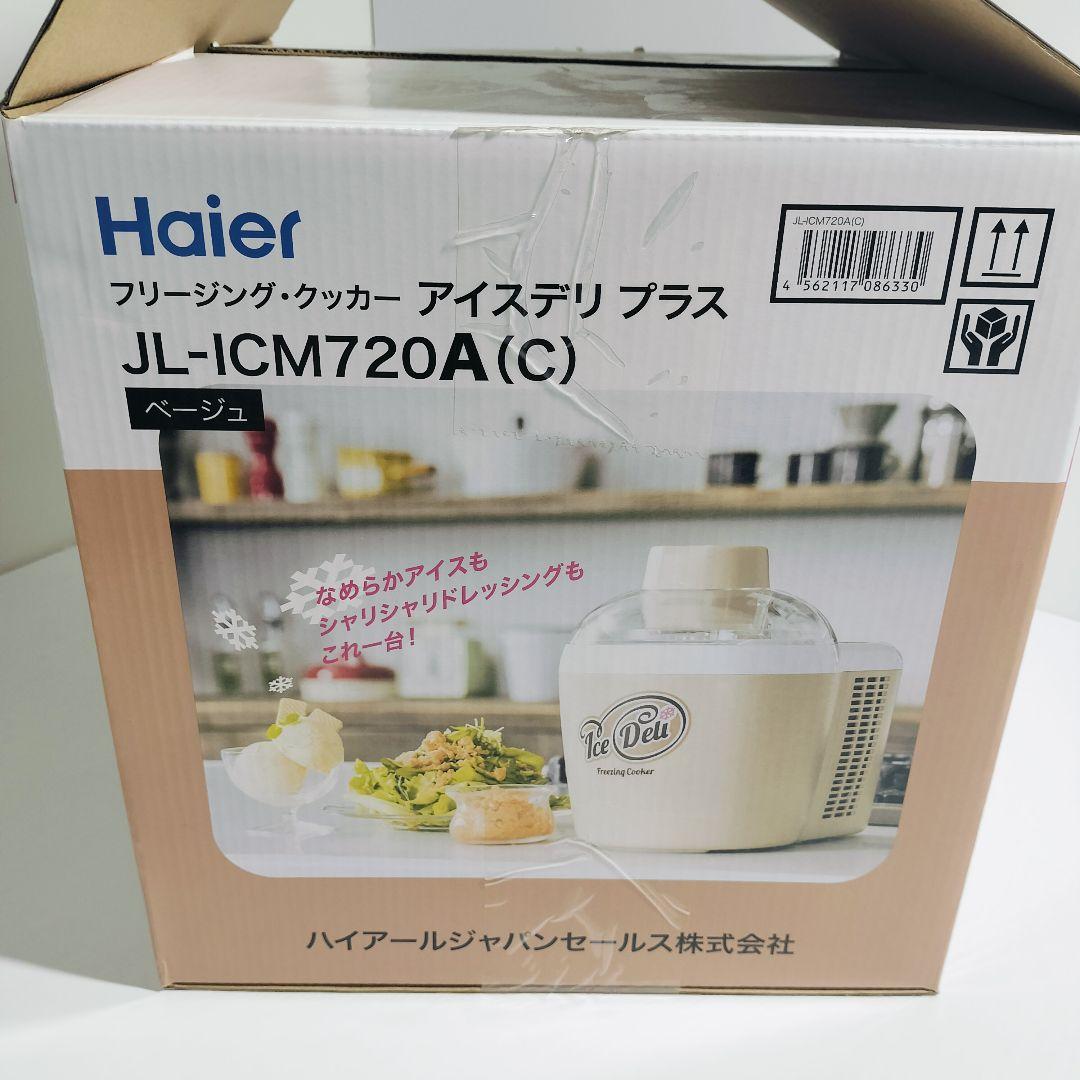 Haier
フリージング・クッカー アイスデリ プラス
JL-ICM720A(C)
ベージュ
JL-ICM720A(C)
4 562117 086330
なめらかアイスも
シャリシャリドレッシングも
これ一台!
Ice Deli
Freezing Cooker
ハイアールジャパンセールス株式会社